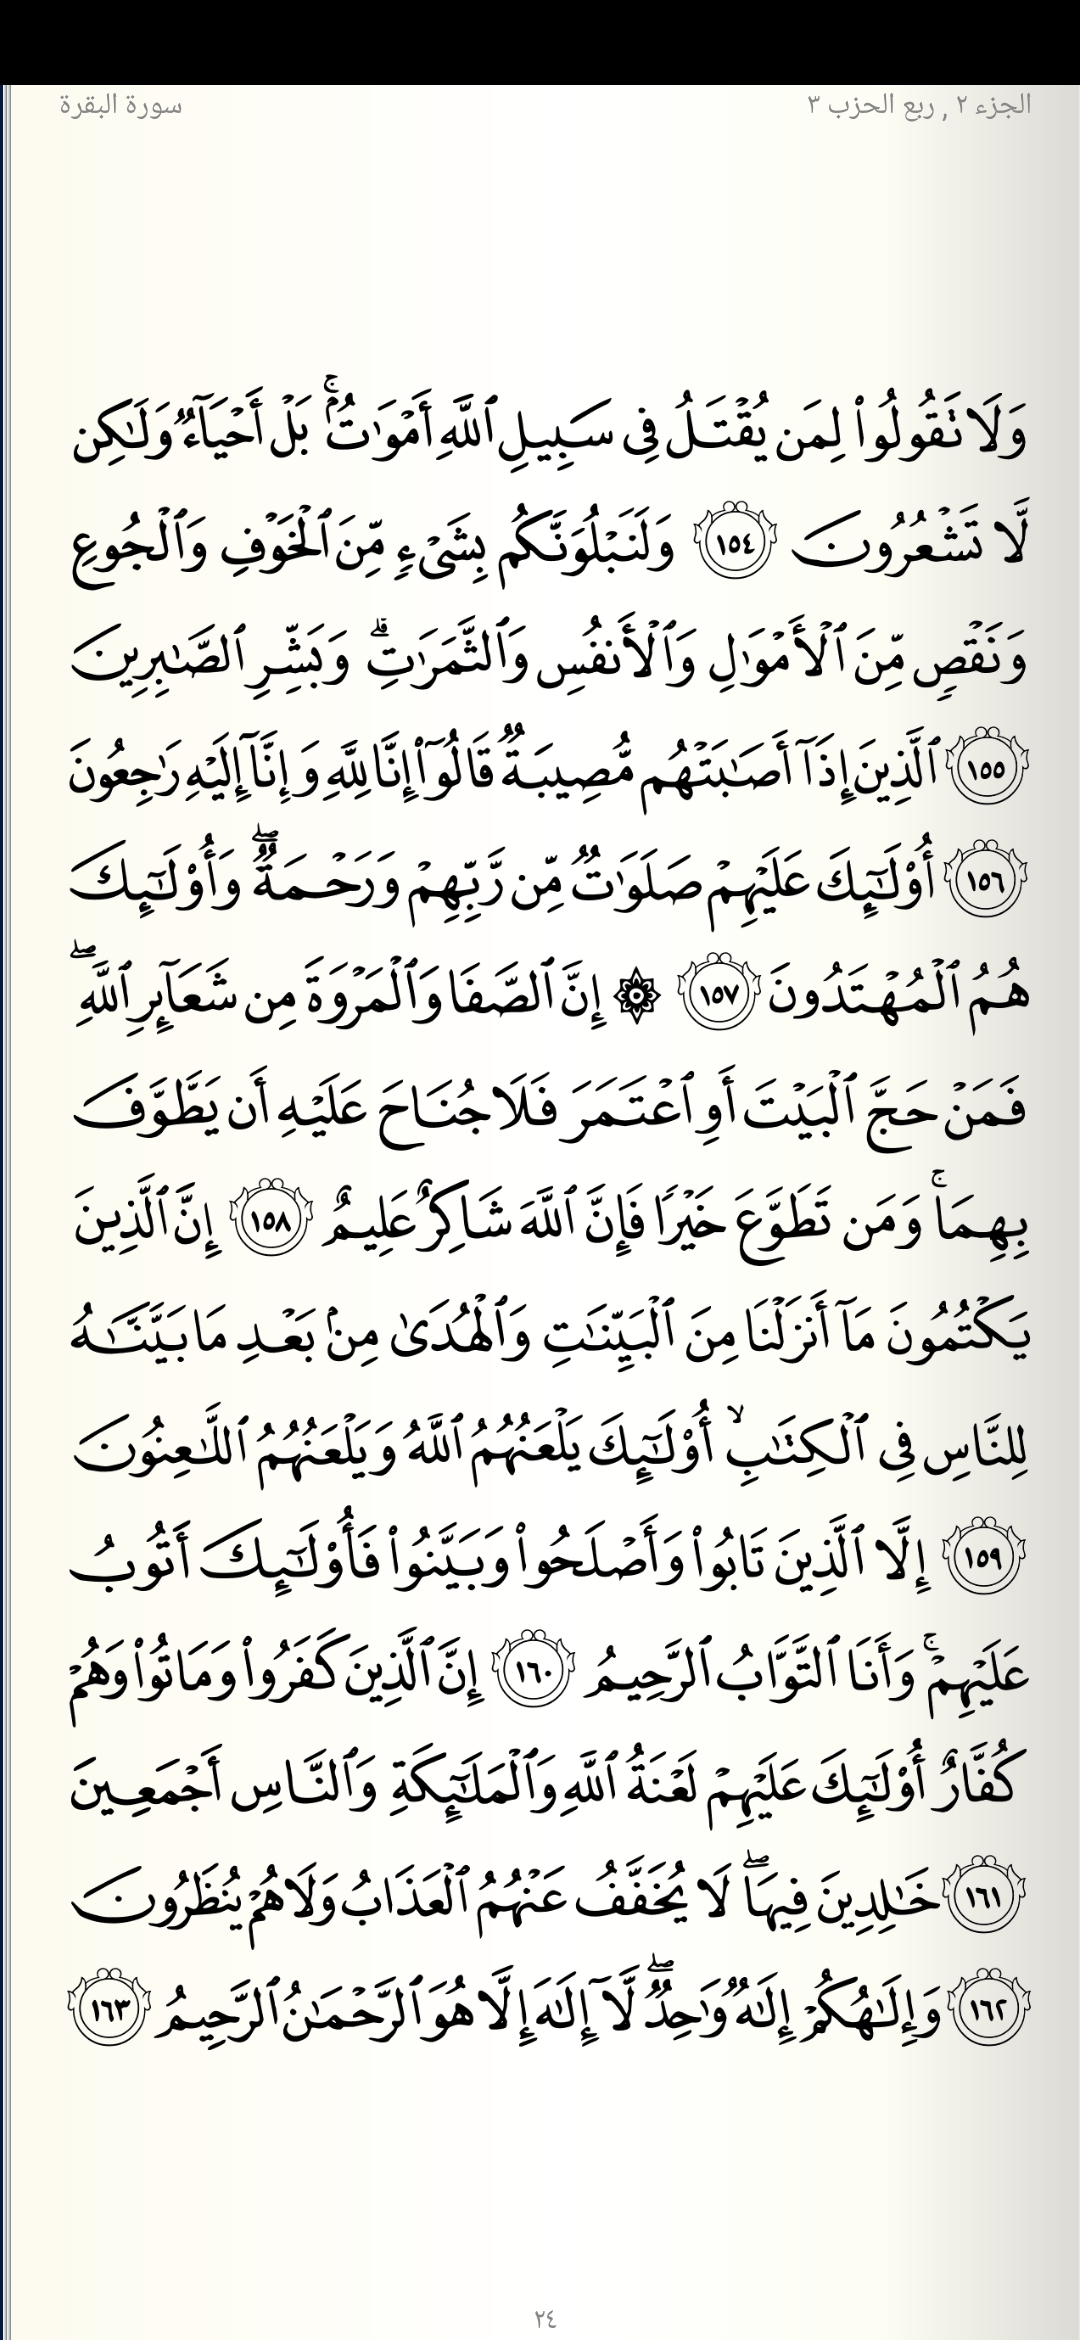 الجزء ٢ , ربع الحزب ٣
سورة البقرة
وَلَا تَقُولُوا۟ لِمَن يُقْتَلُ فِى سَبِيلِ ٱللَّهِ أَمْوَٰتٌۢ ۚ بَلْ أَحْيَآءٌ وَلَـٰكِن
لَّا تَشْعُرُونَ ١٥٤ وَلَنَبْلُوَنَّكُم بِشَىْءٍ مِّنَ ٱلْخَوْفِ وَٱلْجُوعِ
وَنَقْصٍ مِّنَ ٱلْأَمْوَٰلِ وَٱلْأَنفُسِ وَٱلثَّمَرَٰتِ ۗ وَبَشِّرِ ٱلصَّـٰبِرِينَ
١٥٥ ٱلَّذِينَ إِذَآ أَصَـٰبَتْهُم مُّصِيبَةٌ قَالُوٓا۟ إِنَّا لِلَّهِ وَإِنَّآ إِلَيْهِ رَٰجِعُونَ
١٥٦ أُو۟لَـٰٓئِكَ عَلَيْهِمْ صَلَوَٰتٌ مِّن رَّبِّهِمْ وَرَحْمَةٌ ۖ وَأُو۟لَـٰٓئِكَ
هُمُ ٱلْمُهْتَدُونَ ١٥٧ ۞ إِنَّ ٱلصَّفَا وَٱلْمَرْوَةَ مِن شَعَآئِرِ ٱللَّهِ ۖ
فَمَنْ حَجَّ ٱلْبَيْتَ أَوِ ٱعْتَمَرَ فَلَا جُنَاحَ عَلَيْهِ أَن يَطَّوَّفَ
بِهِمَا ۚ وَمَن تَطَوَّعَ خَيْرًا فَإِنَّ ٱللَّهَ شَاكِرٌ عَلِيمٌ ١٥٨ إِنَّ ٱلَّذِينَ
يَكْتُمُونَ مَآ أَنزَلْنَا مِنَ ٱلْبَيِّنَـٰتِ وَٱلْهُدَىٰ مِنۢ بَعْدِ مَا بَيَّنَّـٰهُ
لِلنَّاسِ فِى ٱلْكِتَـٰبِ ۙ أُو۟لَـٰٓئِكَ يَلْعَنُهُمُ ٱللَّهُ وَيَلْعَنُهُمُ ٱللَّـٰعِنُونَ
١٥٩ إِلَّا ٱلَّذِينَ تَابُوا۟ وَأَصْلَحُوا۟ وَبَيَّنُوا۟ فَأُو۟لَـٰٓئِكَ أَتُوبُ
عَلَيْهِمْ ۚ وَأَنَا ٱلتَّوَّابُ ٱلرَّحِيمُ ١٦٠ إِنَّ ٱلَّذِينَ كَفَرُوا۟ وَمَاتُوا۟ وَهُمْ
كُفَّارٌ أُو۟لَـٰٓئِكَ عَلَيْهِمْ لَعْنَةُ ٱللَّهِ وَٱلْمَلَـٰٓئِكَةِ وَٱلنَّاسِ أَجْمَعِينَ
١٦١ خَـٰلِدِينَ فِيهَا ۖ لَا يُخَفَّفُ عَنْهُمُ ٱلْعَذَابُ وَلَا هُمْ يُنظَرُونَ
١٦٢ وَإِلَـٰهُكُمْ إِلَـٰهٌ وَٰحِدٌ ۖ لَّآ إِلَـٰهَ إِلَّا هُوَ ٱلرَّحْمَـٰنُ ٱلرَّحِيمُ ١٦٣
٢٤